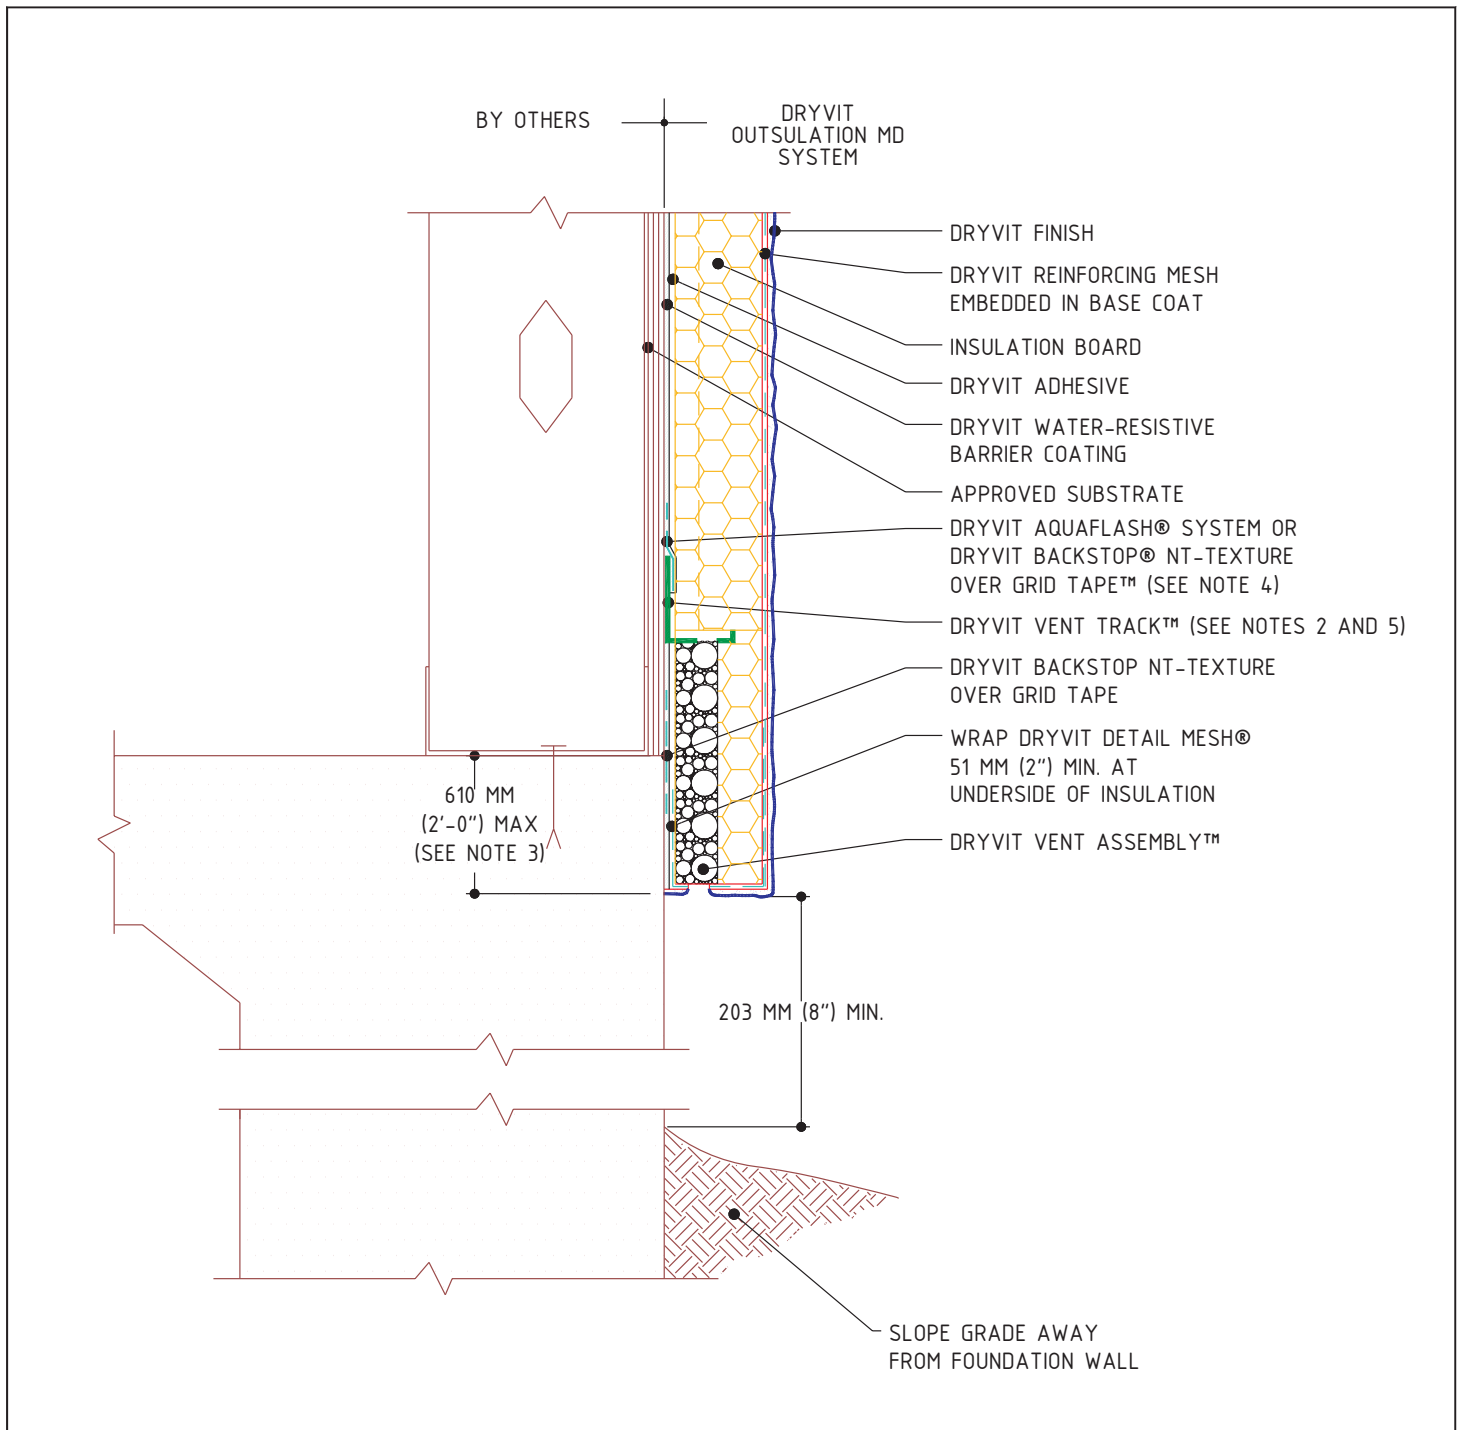 BY OTHERS
DRYVIT
OUTSULATION MD
SYSTEM
DRYVIT FINISH
DRYVIT REINFORCING MESH
EMBEDDED IN BASE COAT
INSULATION BOARD
DRYVIT ADHESIVE
DRYVIT WATER-RESISTIVE
BARRIER COATING
APPROVED SUBSTRATE
DRYVIT AQUAFLASH® SYSTEM OR
DRYVIT BACKSTOP® NT-TEXTURE
OVER GRID TAPE™ (SEE NOTE 4)
DRYVIT VENT TRACK™ (SEE NOTES 2 AND 5)
DRYVIT BACKSTOP NT-TEXTURE
OVER GRID TAPE
WRAP DRYVIT DETAIL MESH®
51 MM (2") MIN. AT
UNDERSIDE OF INSULATION
DRYVIT VENT ASSEMBLY™
610 MM
(2'-0") MAX
(SEE NOTE 3)
203 MM (8") MIN.
SLOPE GRADE AWAY
FROM FOUNDATION WALL